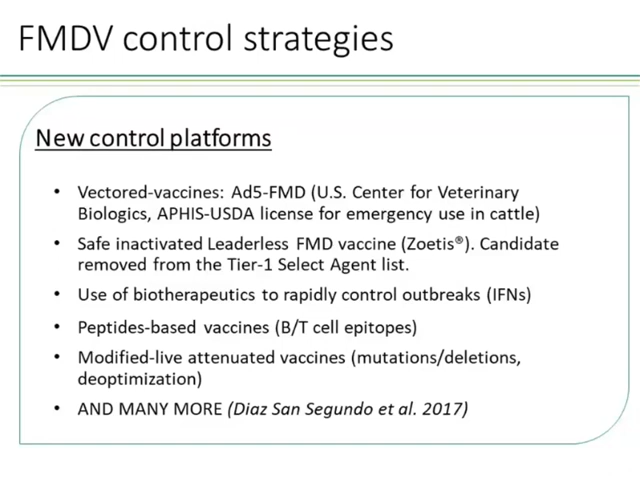 FMDV control strategies
New control platforms
• Vectored-vaccines: Ad5-FMD (U.S. Center for Veterinary
Biologics, APHIS-USDA license for emergency use in cattle)
• Safe inactivated Leaderless FMD vaccine (Zoetis®). Candidate
removed from the Tier-1 Select Agent list.
• Use of biotherapeutics to rapidly control outbreaks (IFNs)
• Peptides-based vaccines (B/T cell epitopes)
• Modified-live attenuated vaccines (mutations/deletions,
deoptimization)
• AND MANY MORE (Diaz San Segundo et al. 2017)